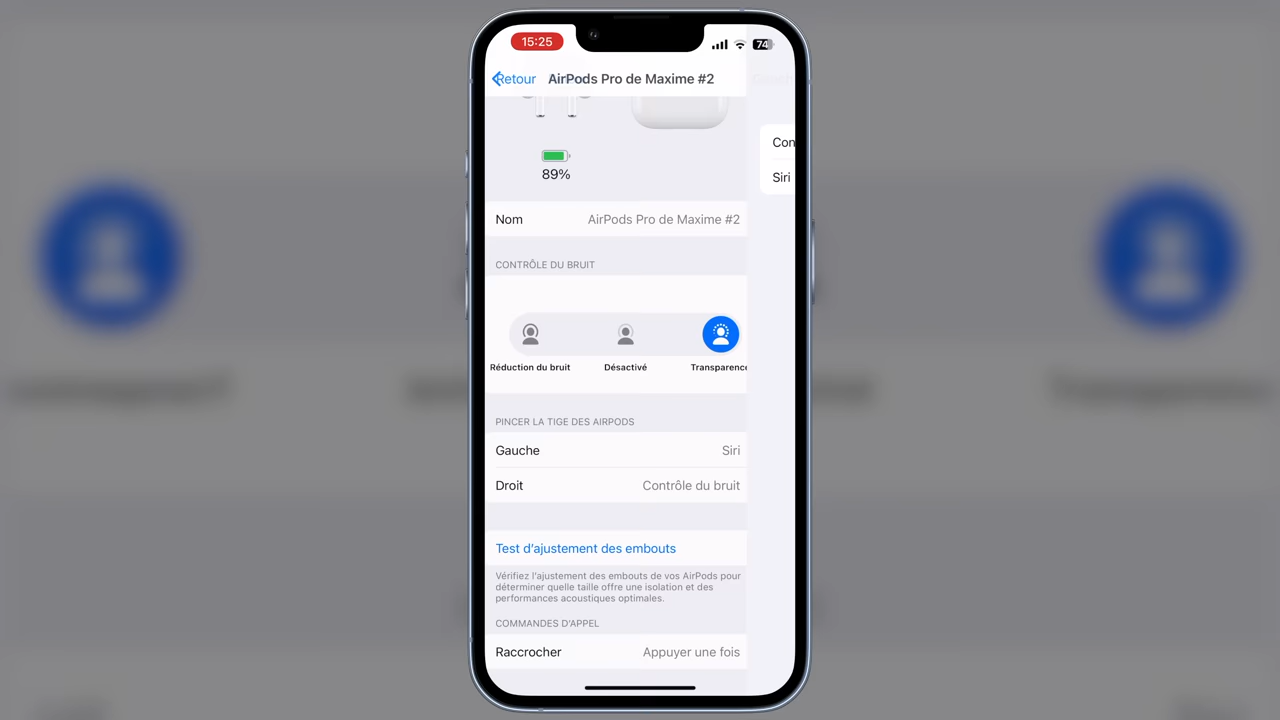 15:25
74
Retour
AirPods Pro de Maxime #2
89%
Nom
AirPods Pro de Maxime #2
CONTRÔLE DU BRUIT
Réduction du bruit
Désactivé
Transparence
PINCER LA TIGE DES AIRPODS
Gauche
Siri
Droit
Contrôle du bruit
Test d'ajustement des embouts
Vérifiez l'ajustement des embouts de vos AirPods pour
déterminer quelle taille offre une isolation et des
performances acoustiques optimales.
COMMANDES D'APPEL
Raccrocher
Appuyer une fois
Con
Siri